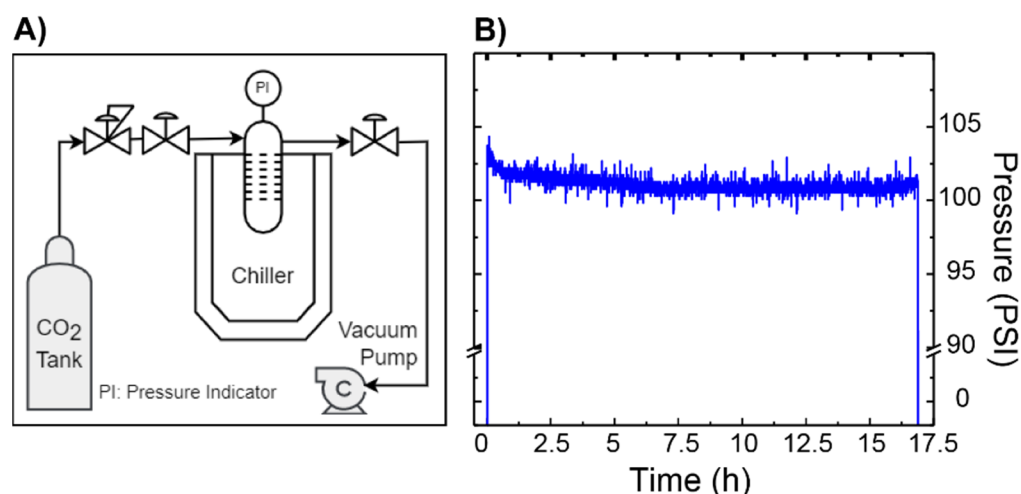 A)
B)
PI
CO2
Tank
Chiller
Vacuum
Pump
C
PI: Pressure Indicator
105
100
95
90
0
Pressure (PSI)
0 2.5 5 7.5 10 12.5 15 17.5
Time (h)